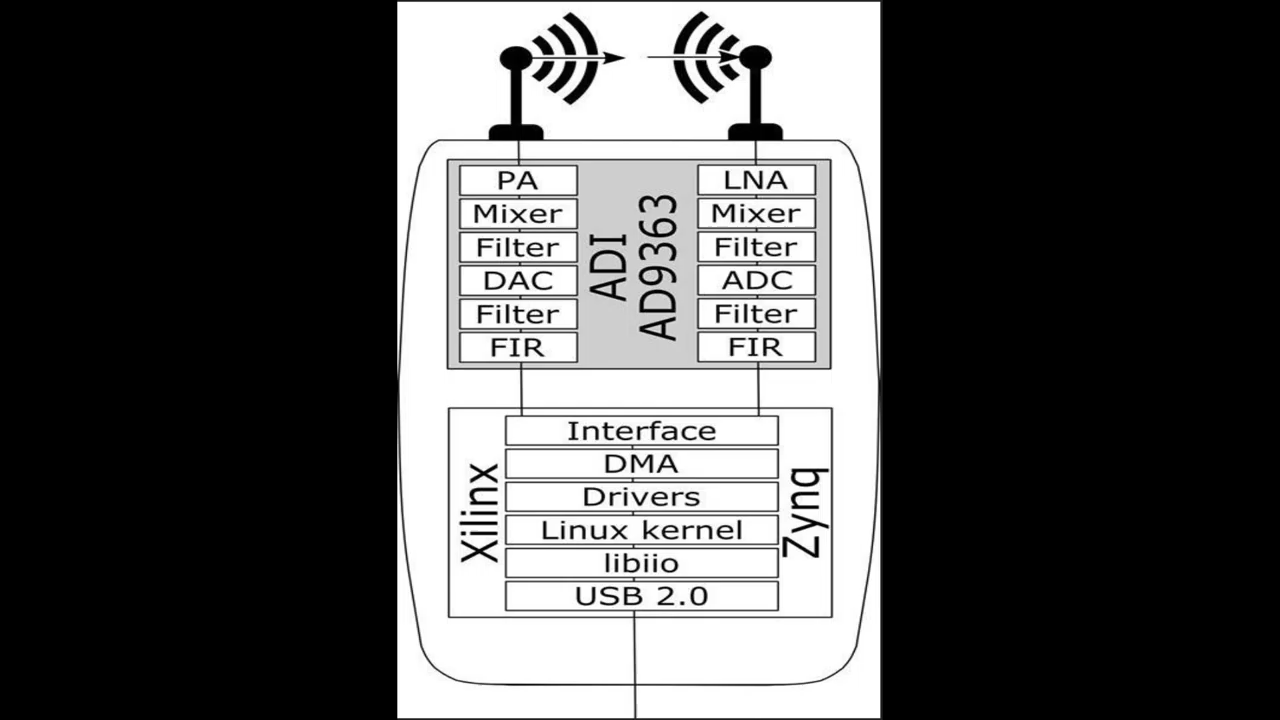 PA
Mixer
Filter
DAC
Filter
FIR
ADI
AD9363
LNA
Mixer
Filter
ADC
Filter
FIR
Xilinx
Interface
DMA
Drivers
Linux kernel
libiio
USB 2.0
Zynq